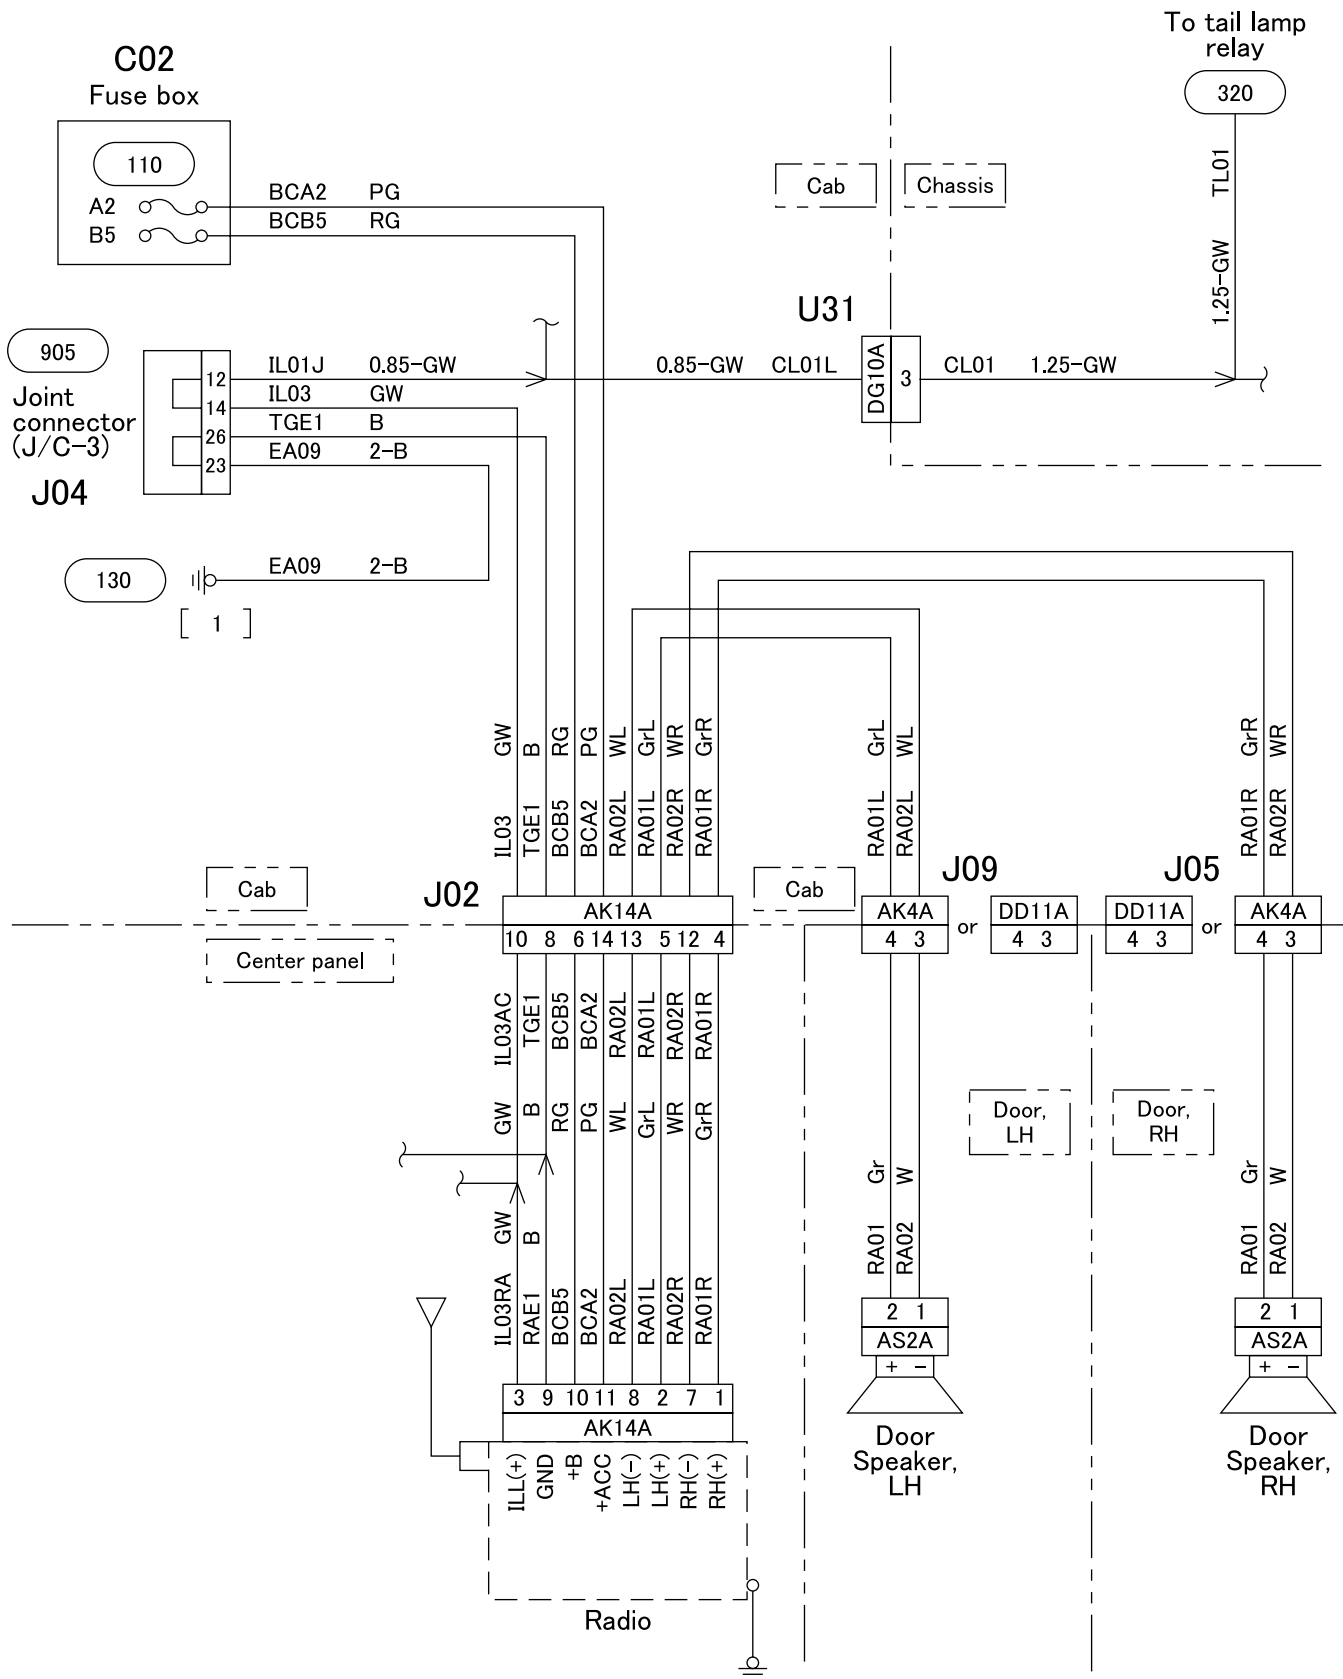 To tail lamp
relay
320
C02
Fuse box
110
A2
B5
BCA2 PG
BCB5 RG
Cab
Chassis
TL01
1.25-GW
U31
905
Joint
connector
(J/C-3)
J04
12
14
26
23
IL01J 0.85-GW
IL03 GW
TGE1 B
EA09 2-B
0.85-GW CL01L
DG10A
3
CL01 1.25-GW
130
EA09 2-B
[ 1 ]
GW
B
RG
PG
WL
GrL
WR
GrR
IL03
TGE1
BCB5
BCA2
RA02L
RA01L
RA02R
RA01R
GrL
WL
RA01L
RA02L
GrR
WR
RA01R
RA02R
Cab
J02
AK14A
10 8 6 14 13 5 12 4
Center panel
Cab
J09
AK4A
4 3
or
DD11A
4 3
J05
DD11A
4 3
or
AK4A
4 3
IL03AC
TGE1
BCB5
BCA2
RA02L
RA01L
RA02R
RA01R
GW
B
RG
PG
WL
GrL
WR
GrR
Door,
LH
Door,
RH
GW
B
IL03RA
RAE1
BCB5
BCA2
RA02L
RA01L
RA02R
RA01R
Gr
W
RA01
RA02
Gr
W
RA01
RA02
3 9 10 11 8 2 7 1
AK14A
ILL(+)
GND
+B
+ACC
LH(-)
LH(+)
RH(-)
RH(+)
Radio
2 1
AS2A
+ −
Door
Speaker,
LH
2 1
AS2A
+ −
Door
Speaker,
RH